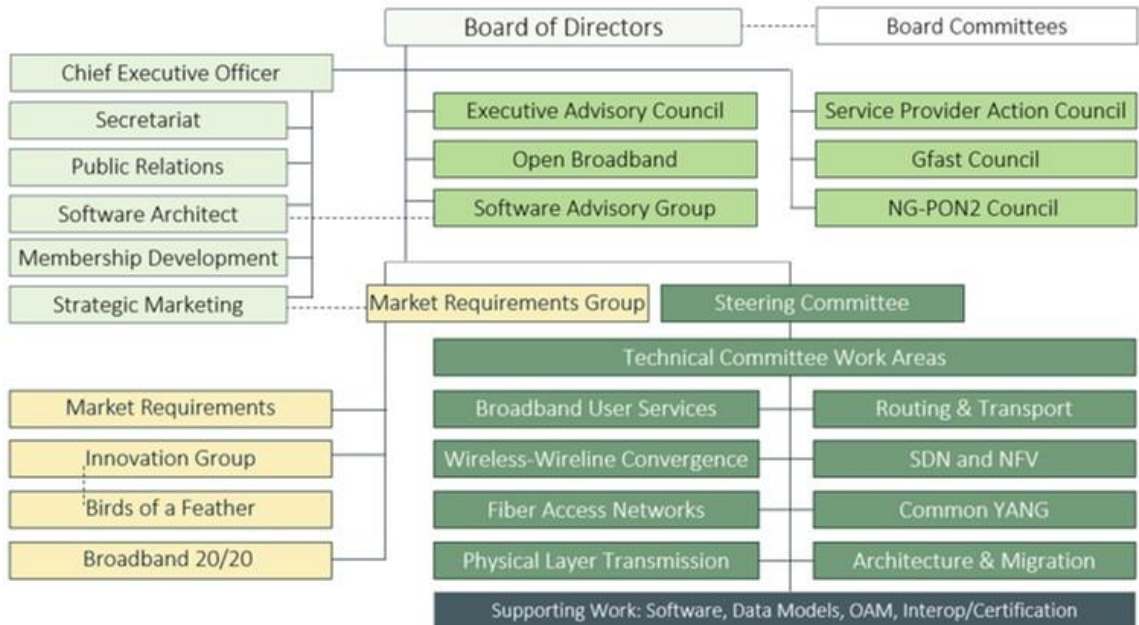 Board of Directors
Board Committees
Chief Executive Officer
Secretariat
Public Relations
Software Architect
Membership Development
Strategic Marketing
Executive Advisory Council
Open Broadband
Software Advisory Group
Service Provider Action Council
Gfast Council
NG-PON2 Council
Market Requirements Group
Steering Committee
Market Requirements
Innovation Group
Birds of a Feather
Broadband 20/20
Technical Committee Work Areas
Broadband User Services
Wireless-Wireline Convergence
Fiber Access Networks
Physical Layer Transmission
Routing & Transport
SDN and NFV
Common YANG
Architecture & Migration
Supporting Work: Software, Data Models, OAM, Interop/Certification